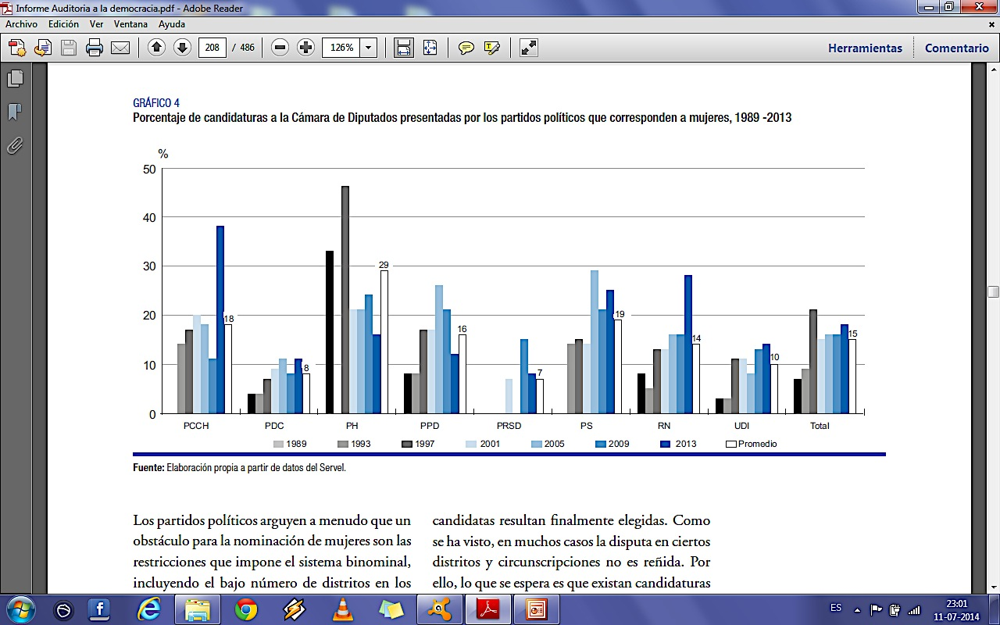 Informe Auditoria a la democracia.pdf - Adobe Reader
Archivo Edición Ver Ventana Ayuda
208 / 486 126% Herramientas Comentario
GRÁFICO 4
Porcentaje de candidaturas a la Cámara de Diputados presentadas por los partidos políticos que corresponden a mujeres, 1989 -2013
%
50
40
30
20
10
0
18 8 29 16 7 19 14 10 15
PCCH PDC PH PPD PRSD PS RN UDI Total
1989 1993 1997 2001 2005 2009 2013 Promedio
Fuente: Elaboración propia a partir de datos del Servel.
Los partidos políticos arguyen a menudo que un
obstáculo para la nominación de mujeres son las
restricciones que impone el sistema binominal,
incluyendo el bajo número de distritos en los
candidatas resultan finalmente elegidas. Como
se ha visto, en muchos casos la disputa en ciertos
distritos y circunscripciones no es reñida. Por
ello, lo que se espera es que existan candidaturas
ES
23:01
11-07-2014